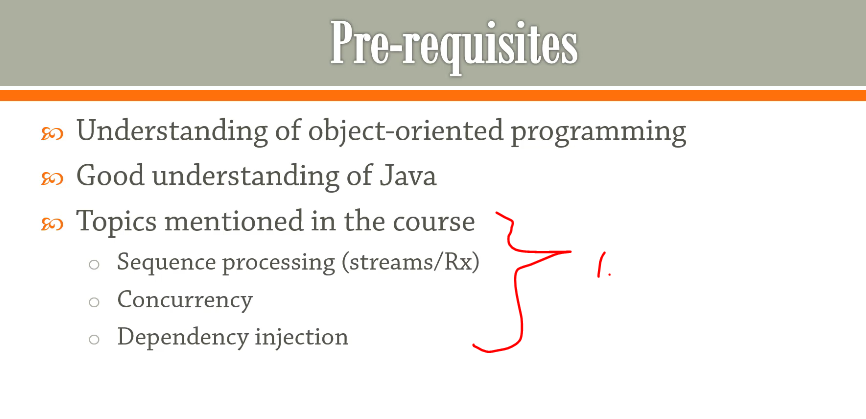 Pre-requisites
Understanding of object-oriented programming
Good understanding of Java
Topics mentioned in the course
Sequence processing (streams/Rx)
Concurrency
Dependency injection